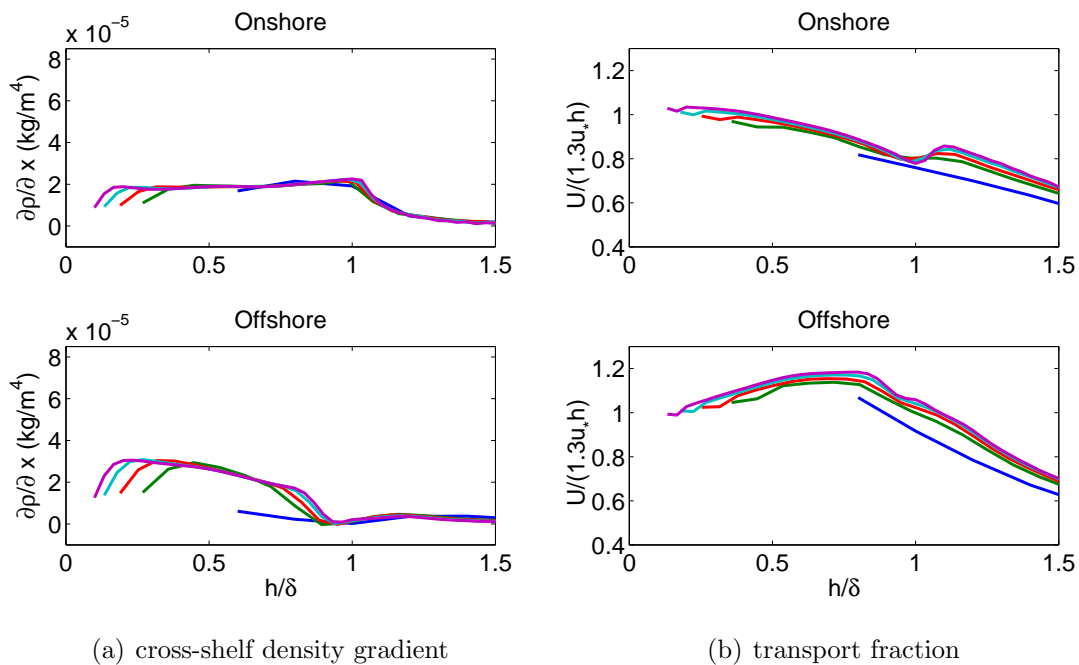 Onshore
x 10⁻⁵
8
6
4
2
0
∂ρ/∂ x (kg/m⁴)
0 0.5 1 1.5
Offshore
x 10⁻⁵
8
6
4
2
0
∂ρ/∂ x (kg/m⁴)
0 0.5 1 1.5
h/δ
(a) cross-shelf density gradient
Onshore
1.2
1
0.8
0.6
0.4
U/(1.3u*h)
0 0.5 1 1.5
Offshore
1.2
1
0.8
0.6
0.4
U/(1.3u*h)
0 0.5 1 1.5
h/δ
(b) transport fraction